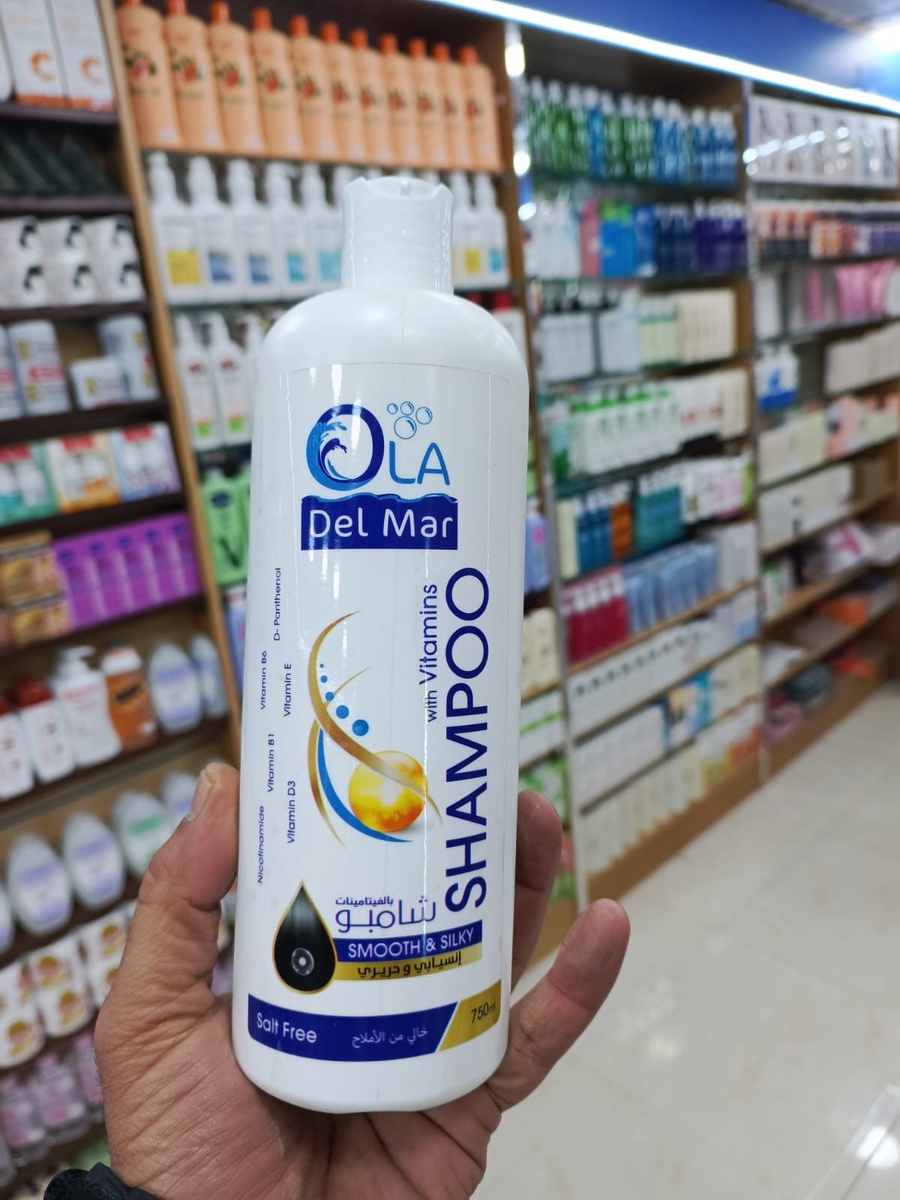 OLA
Del Mar
SHAMPOO
with Vitamins
D- Panthenol
Vitamin B6
Vitamin E
Vitamin B1
Vitamin D3
Nicotinamide
بالفيتامينات
شامبو
SMOOTH & SILKY
إنسيابي و حريري
Salt Free
خالي من الأملاح
750ml